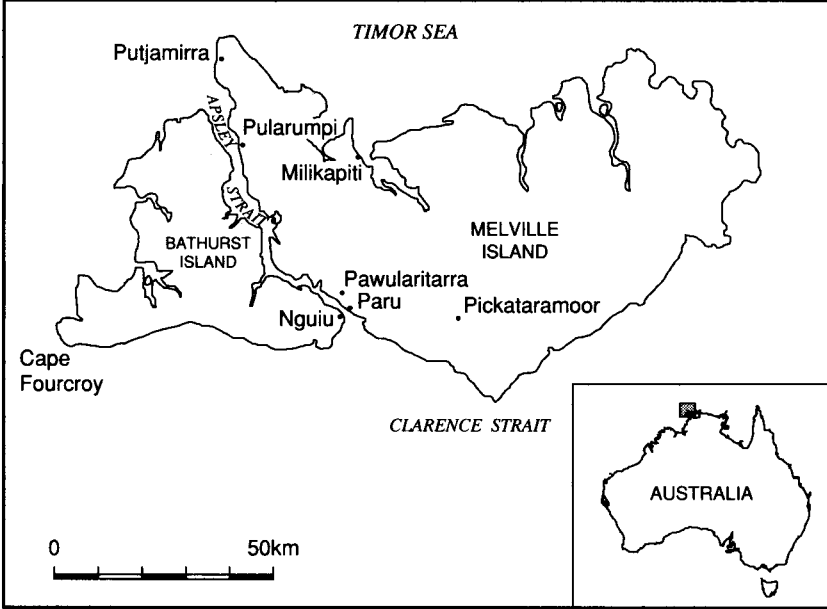 TIMOR SEA
Putjamirra
APSLEY
STRAIT
Pularumpi
Milikapiti
MELVILLE
ISLAND
BATHURST
ISLAND
Pawularitarra
Paru
Nguiu
Pickataramoor
Cape
Fourcroy
CLARENCE STRAIT
AUSTRALIA
0 50km